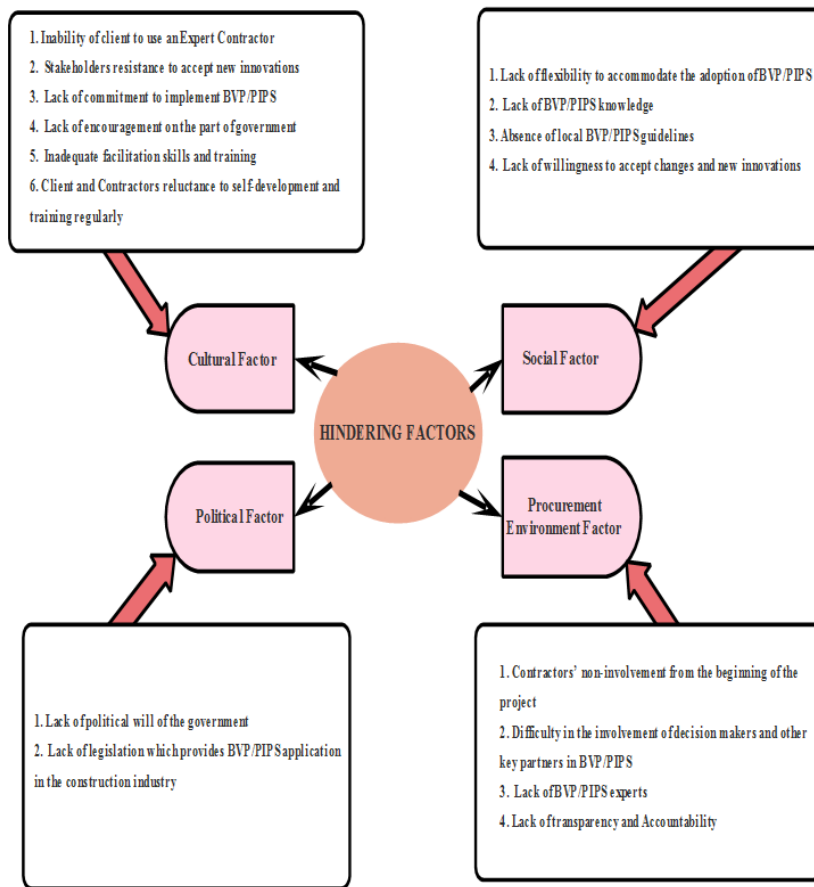 1. Inability of client to use an Expert Contractor
2. Stakeholders resistance to accept new innovations
3. Lack of commitment to implement BVP/PIPS
4. Lack of encouragement on the part of government
5. Inadequate facilitation skills and training
6. Client and Contractors reluctance to self-development and
training regularly
1. Lack of flexibility to accommodate the adoption of BVP/PIPS
2. Lack of BVP/PIPS knowledge
3. Absence of local BVP/PIPS guidelines
4. Lack of willingness to accept changes and new innovations
Cultural Factor
Social Factor
HINDERING FACTORS
Political Factor
Procurement
Environment Factor
1. Lack of political will of the government
2. Lack of legislation which provides BVP/PIPS application
in the construction industry
1. Contractors' non-involvement from the beginning of the
project
2. Difficulty in the involvement of decision makers and other
key partners in BVP/PIPS
3. Lack of BVP/PIPS experts
4. Lack of transparency and Accountability